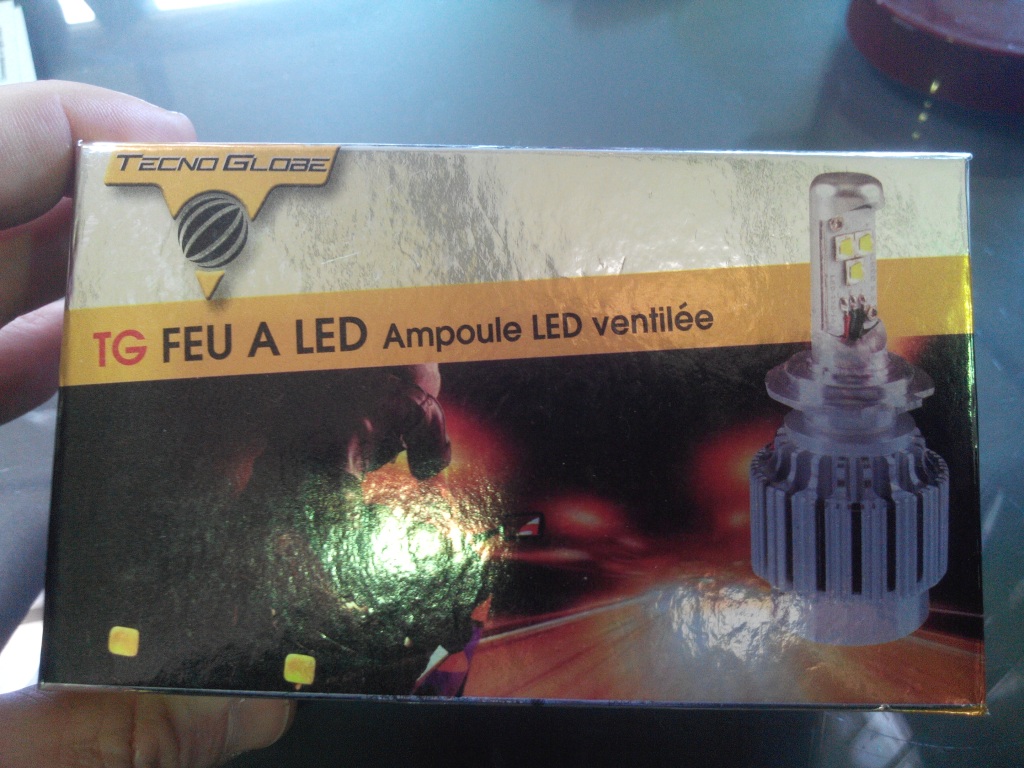 TECNO GLOBE
TG FEU A LED Ampoule LED ventilée